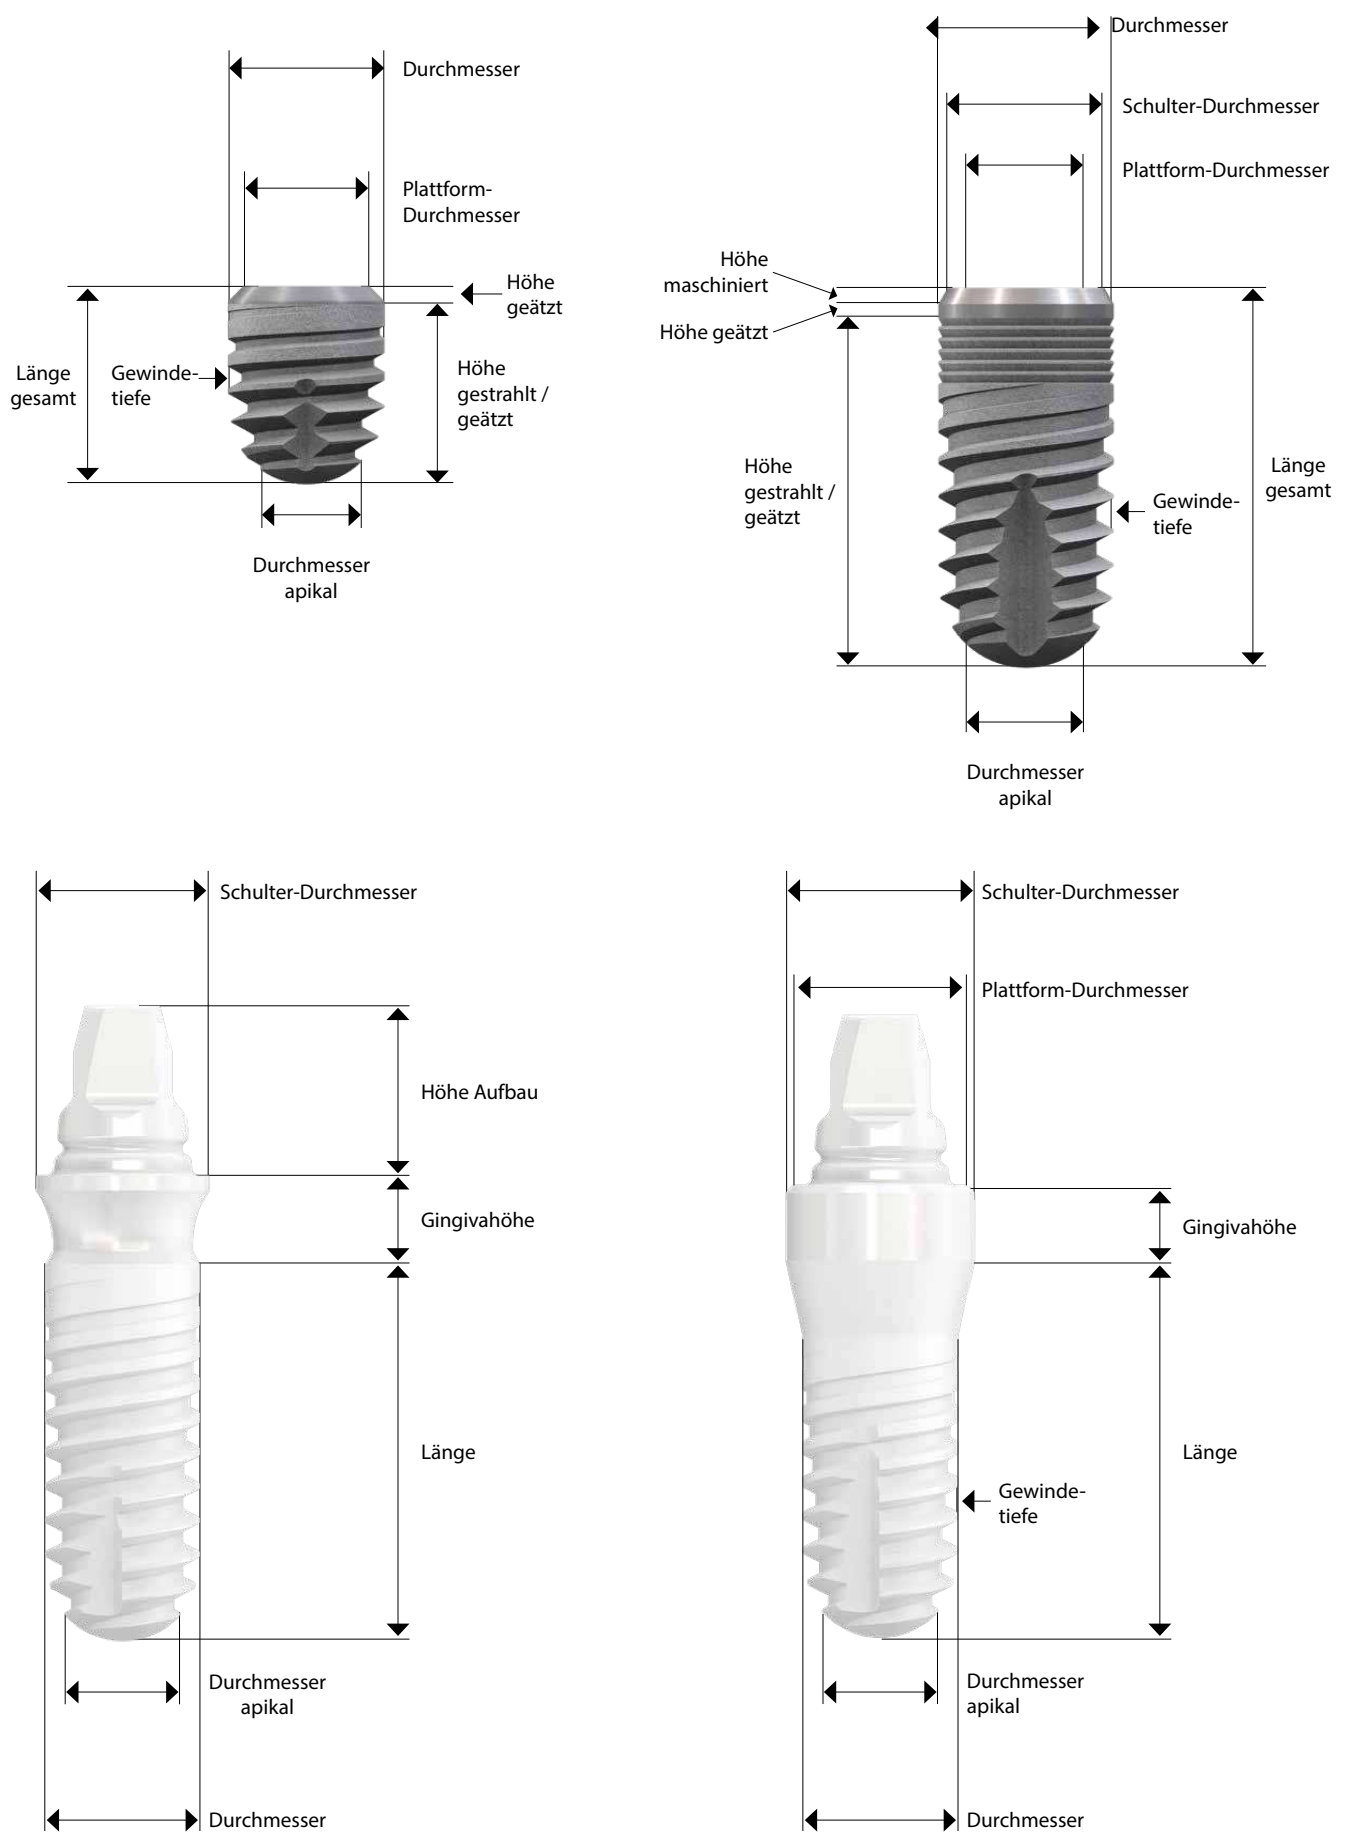 Durchmesser
Plattform-
Durchmesser
Höhe
geätzt
Länge
gesamt
Gewinde-
tiefe
Höhe
gestrahlt /
geätzt
Durchmesser
apikal
Durchmesser
Schulter-Durchmesser
Plattform-Durchmesser
Höhe
maschiniert
Höhe geätzt
Höhe
gestrahlt /
geätzt
Länge
gesamt
Gewinde-
tiefe
Durchmesser
apikal
Schulter-Durchmesser
Höhe Aufbau
Gingivahöhe
Länge
Durchmesser
apikal
Durchmesser
Schulter-Durchmesser
Plattform-Durchmesser
Gingivahöhe
Länge
Gewinde-
tiefe
Durchmesser
apikal
Durchmesser